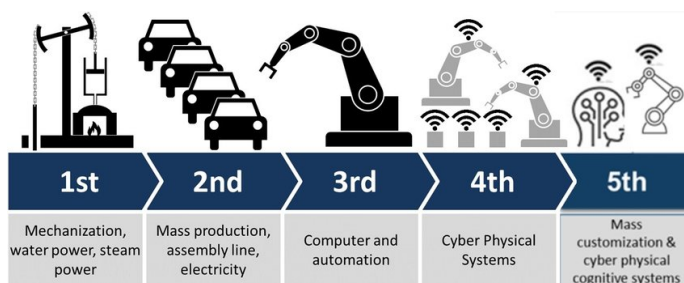 1st
2nd
3rd
4th
5th
Mechanization,
water power, steam
power
Mass production,
assembly line,
electricity
Computer and
automation
Cyber Physical
Systems
Mass
customization &
cyber physical
cognitive systems